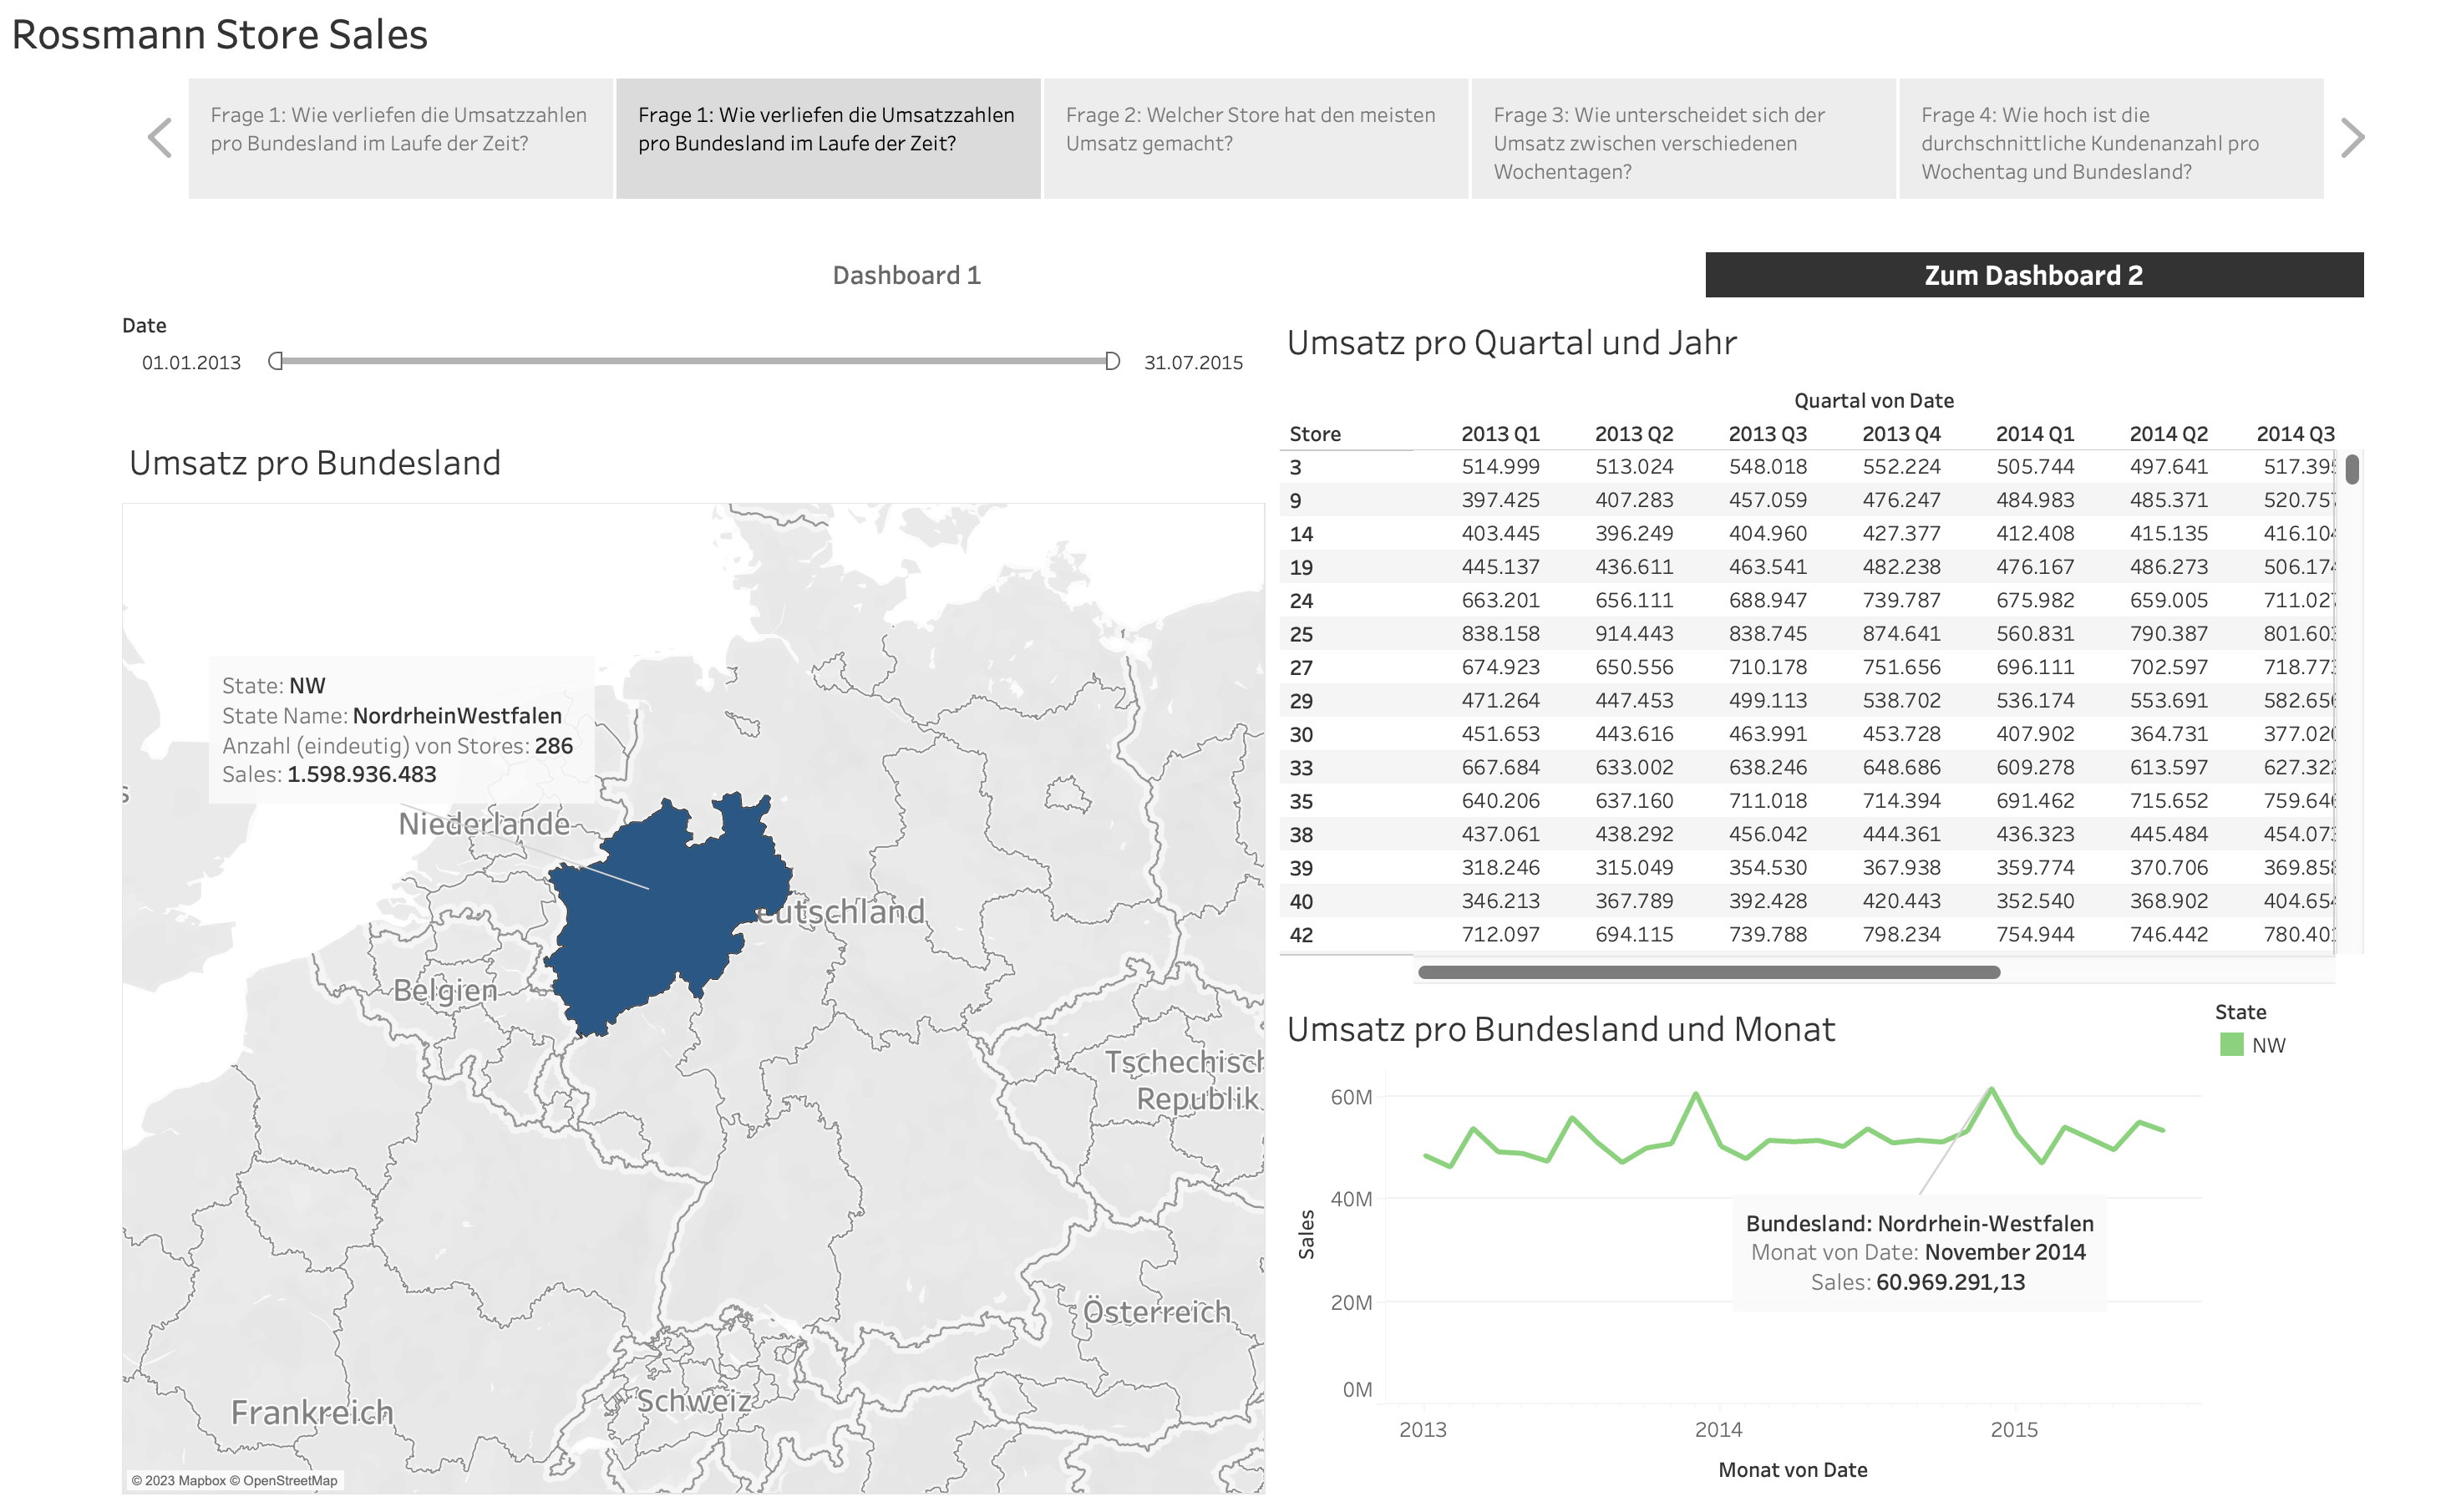 Rossmann Store Sales
Frage 1: Wie verliefen die Umsatzzahlen
pro Bundesland im Laufe der Zeit?
Frage 1: Wie verliefen die Umsatzzahlen
pro Bundesland im Laufe der Zeit?
Frage 2: Welcher Store hat den meisten
Umsatz gemacht?
Frage 3: Wie unterscheidet sich der
Umsatz zwischen verschiedenen
Wochentagen?
Frage 4: Wie hoch ist die
durchschnittliche Kundenanzahl pro
Wochentag und Bundesland?
Dashboard 1
Zum Dashboard 2
Date
01.01.2013
31.07.2015
Umsatz pro Bundesland
State: NW
State Name: NordrheinWestfalen
Anzahl (eindeutig) von Stores: 286
Sales: 1.598.936.483
Niederlande
eutschland
Belgien
Tschechisch
Republik
Österreich
Schweiz
Frankreich
© 2023 Mapbox © OpenStreetMap
Umsatz pro Quartal und Jahr
Quartal von Date
Store 2013 Q1 2013 Q2 2013 Q3 2013 Q4 2014 Q1 2014 Q2 2014 Q3
3 514.999 513.024 548.018 552.224 505.744 497.641 517.39
9 397.425 407.283 457.059 476.247 484.983 485.371 520.75
14 403.445 396.249 404.960 427.377 412.408 415.135 416.10
19 445.137 436.611 463.541 482.238 476.167 486.273 506.17
24 663.201 656.111 688.947 739.787 675.982 659.005 711.02
25 838.158 914.443 838.745 874.641 560.831 790.387 801.60
27 674.923 650.556 710.178 751.656 696.111 702.597 718.77
29 471.264 447.453 499.113 538.702 536.174 553.691 582.65
30 451.653 443.616 463.991 453.728 407.902 364.731 377.02
33 667.684 633.002 638.246 648.686 609.278 613.597 627.32
35 640.206 637.160 711.018 714.394 691.462 715.652 759.64
38 437.061 438.292 456.042 444.361 436.323 445.484 454.07
39 318.246 315.049 354.530 367.938 359.774 370.706 369.85
40 346.213 367.789 392.428 420.443 352.540 368.902 404.65
42 712.097 694.115 739.788 798.234 754.944 746.442 780.40
Umsatz pro Bundesland und Monat
State
NW
60M
40M
20M
0M
Sales
Bundesland: Nordrhein-Westfalen
Monat von Date: November 2014
Sales: 60.969.291,13
2013
2014
2015
Monat von Date